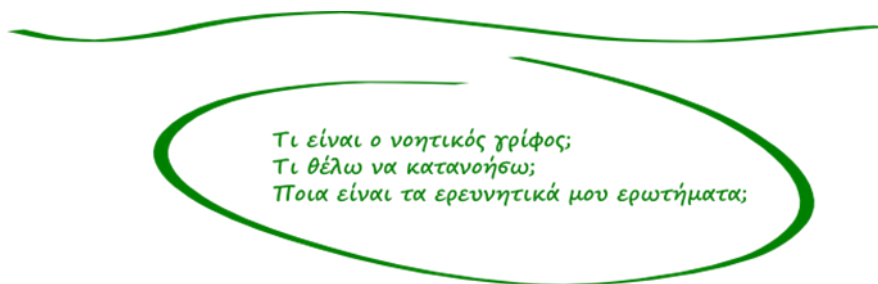 Τι είναι ο νοητικός γρίφος;
Τι θέλω να κατανοήσω;
Ποια είναι τα ερευνητικά μου ερωτήματα;